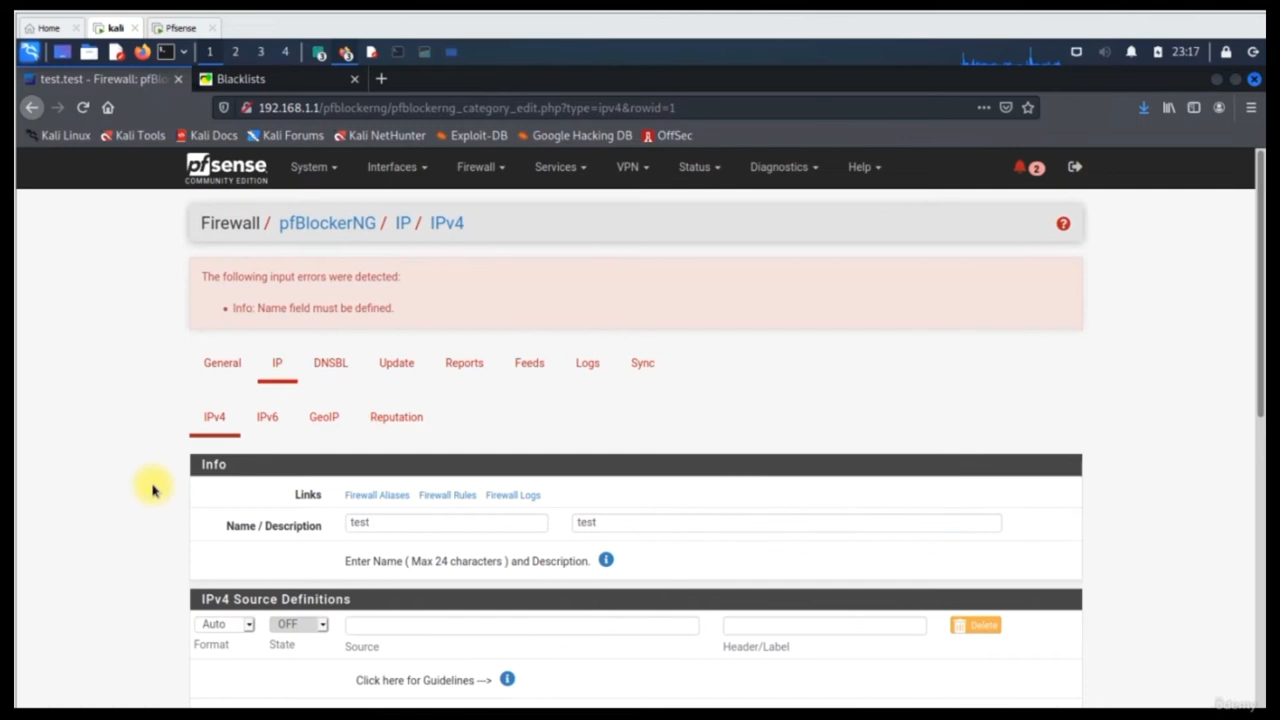 Home
kali
Pfsense
1 2 3 4
23:17
test.test - Firewall: pfBlo
Blacklists
192.168.1.1/pfblockerng/pfblockerng_category_edit.php?type=ipv4&rowid=1
Kali Linux Kali Tools Kali Docs Kali Forums Kali NetHunter Exploit-DB Google Hacking DB OffSec
pfsense
COMMUNITY EDITION
System Interfaces Firewall Services VPN Status Diagnostics Help 2
Firewall / pfBlockerNG / IP / IPv4
The following input errors were detected:
• Info: Name field must be defined.
General IP DNSBL Update Reports Feeds Logs Sync
IPv4 IPv6 GeoIP Reputation
Info
Links Firewall Aliases Firewall Rules Firewall Logs
Name / Description test test
Enter Name ( Max 24 characters ) and Description.
IPv4 Source Definitions
Auto OFF Delete
Format State Source Header/Label
Click here for Guidelines --->
Udemy